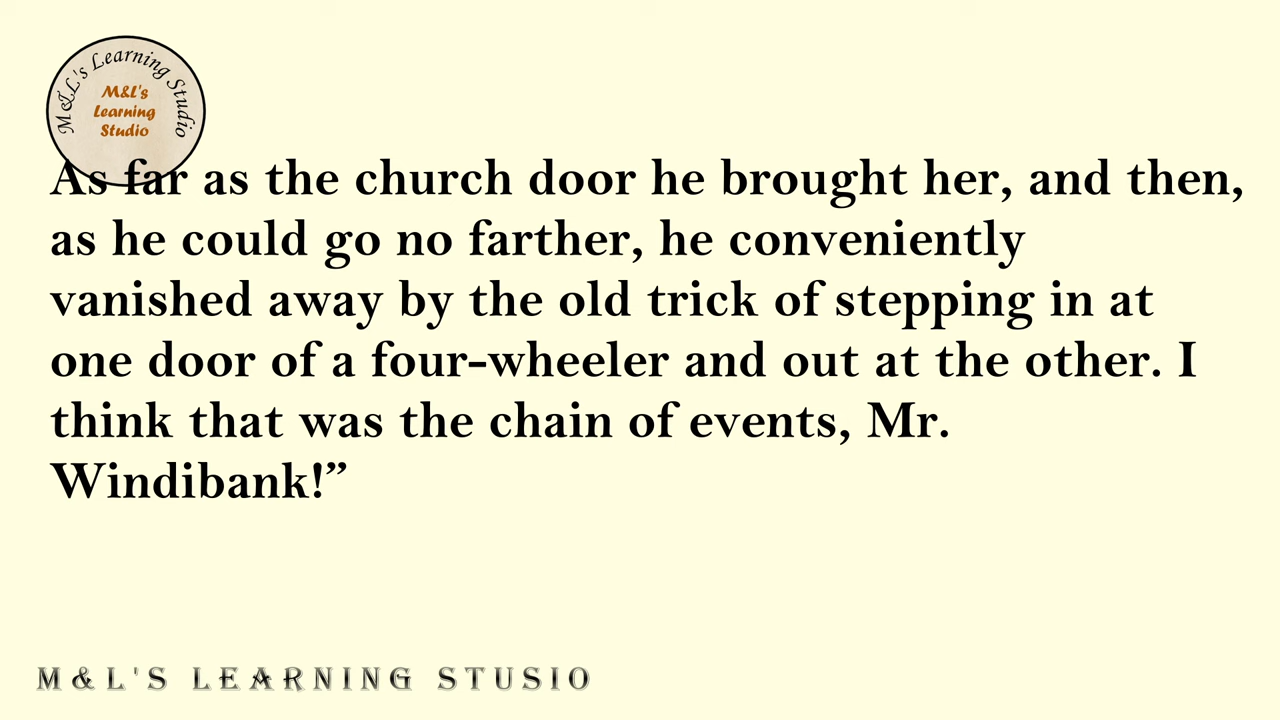 M&L's Learning Studio
M&L's
Learning
Studio
As far as the church door he brought her, and then,
as he could go no farther, he conveniently
vanished away by the old trick of stepping in at
one door of a four-wheeler and out at the other. I
think that was the chain of events, Mr.
Windibank!”
M&L'S LEARNING STUSIO